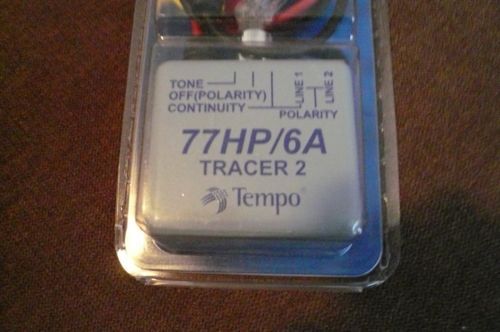 TONE
OFF(POLARITY)
CONTINUITY
LINE 1
LINE 2
POLARITY
77HP/6A
TRACER 2
Tempo®